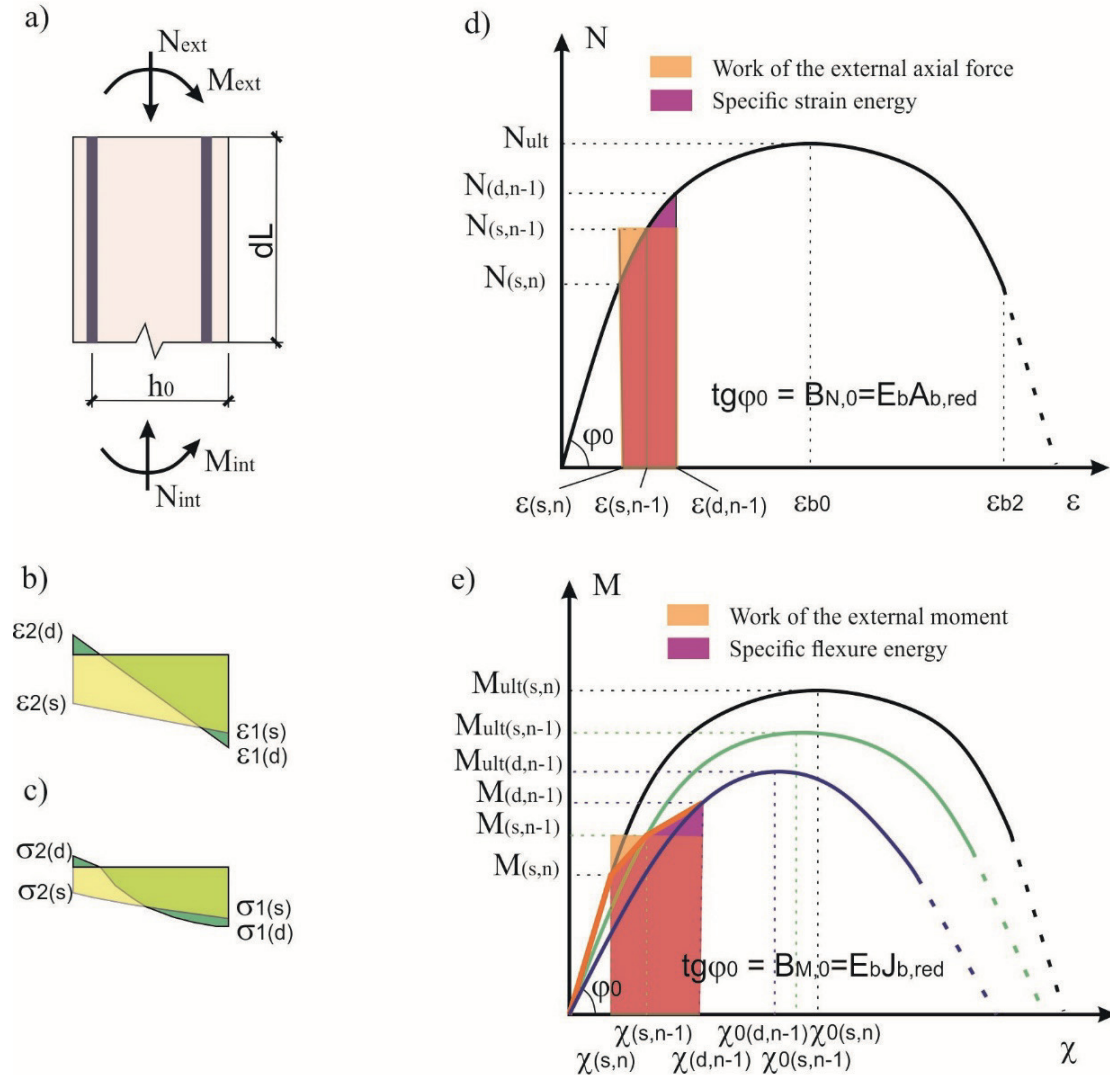 a)
Next
Mext
dL
h0
Mint
Nint
b)
ε2(d)
ε2(s)
ε1(s)
ε1(d)
c)
σ2(d)
σ2(s)
σ1(s)
σ1(d)
d)
N
Work of the external axial force
Specific strain energy
Nult
N(d,n-1)
N(s,n-1)
N(s,n)
tgφ0 = BN,0=EbAb,red
φ0
ε(s,n) ε(s,n-1) ε(d,n-1) εb0 εb2 ε
e)
M
Work of the external moment
Specific flexure energy
Mult(s,n)
Mult(s,n-1)
Mult(d,n-1)
M(d,n-1)
M(s,n-1)
M(s,n)
tgφ0 = BM,0=EbJb,red
φ0
χ(s,n-1) χ0(d,n-1) χ0(s,n) χ
χ(s,n) χ(d,n-1) χ0(s,n-1)